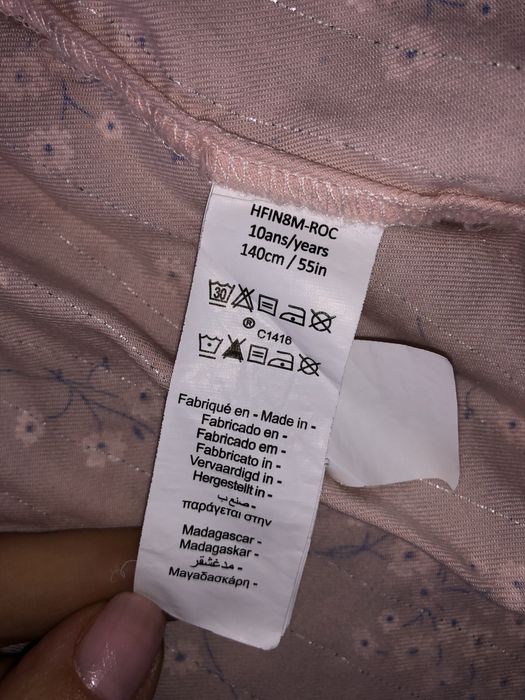 HFIN8M-ROC
10ans/years
140cm / 55in
30
® C1416
Fabriqué en - Made in -
Fabricado en -
Fabricado em -
Fabbricato in -
Vervaardigd in -
Hergestellt in -
صنع ب -
παράγεται στην
Madagascar -
Madagaskar -
مدغشقر -
Μαγαδασκάρη -